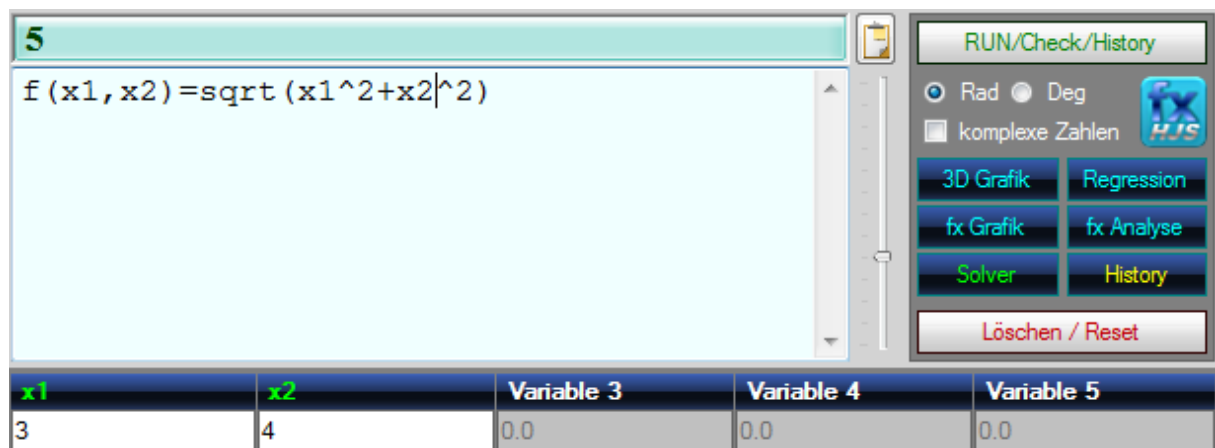 5
f(x1,x2)=sqrt(x1^2+x2^2)
RUN/Check/History
Rad Deg
komplexe Zahlen
fx
HJS
3D Grafik Regression
fx Grafik fx Analyse
Solver History
Löschen / Reset
x1 x2 Variable 3 Variable 4 Variable 5
3 4 0.0 0.0 0.0